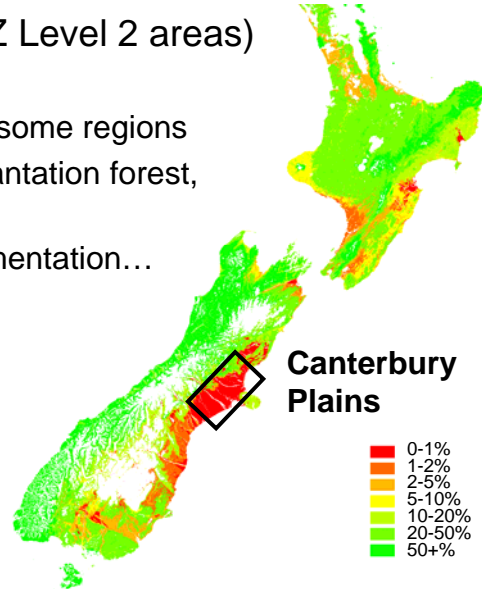 Z Level 2 areas)
some regions
antation forest,
nentation…
Canterbury
Plains
0-1%
1-2%
2-5%
5-10%
10-20%
20-50%
50+%